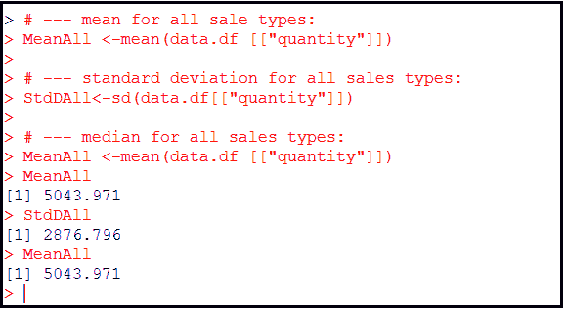 > # --- mean for all sale types:
> MeanAll <-mean(data.df [["quantity"]])
>
> # --- standard deviation for all sales types:
> StdDAll<-sd(data.df[["quantity"]])
>
> # --- median for all sales types:
> MeanAll <-mean(data.df [["quantity"]])
> MeanAll
[1] 5043.971
> StdDAll
[1] 2876.796
> MeanAll
[1] 5043.971
>